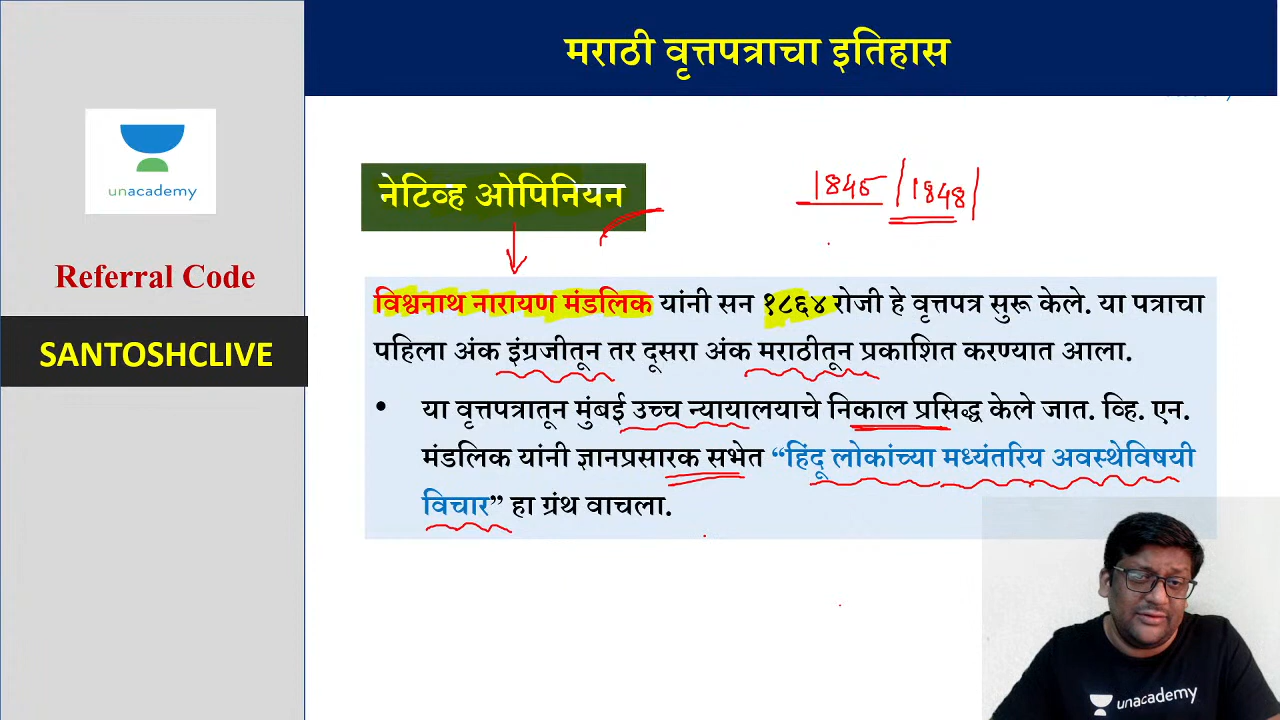 मराठी वृत्तपत्राचा इतिहास
unacademy
Referral Code
SANTOSHCLIVE
नेटिव्ह ओपिनियन
1845 / 1848
विश्वनाथ नारायण मंडलिक यांनी सन १८६४ रोजी हे वृत्तपत्र सुरू केले. या पत्राचा
पहिला अंक इंग्रजीतून तर दूसरा अंक मराठीतून प्रकाशित करण्यात आला.
• या वृत्तपत्रातून मुंबई उच्च न्यायालयाचे निकाल प्रसिद्ध केले जात. व्हि. एन.
मंडलिक यांनी ज्ञानप्रसारक सभेत “हिंदू लोकांच्या मध्यंतरिय अवस्थेविषयी
विचार” हा ग्रंथ वाचला.
unacademy